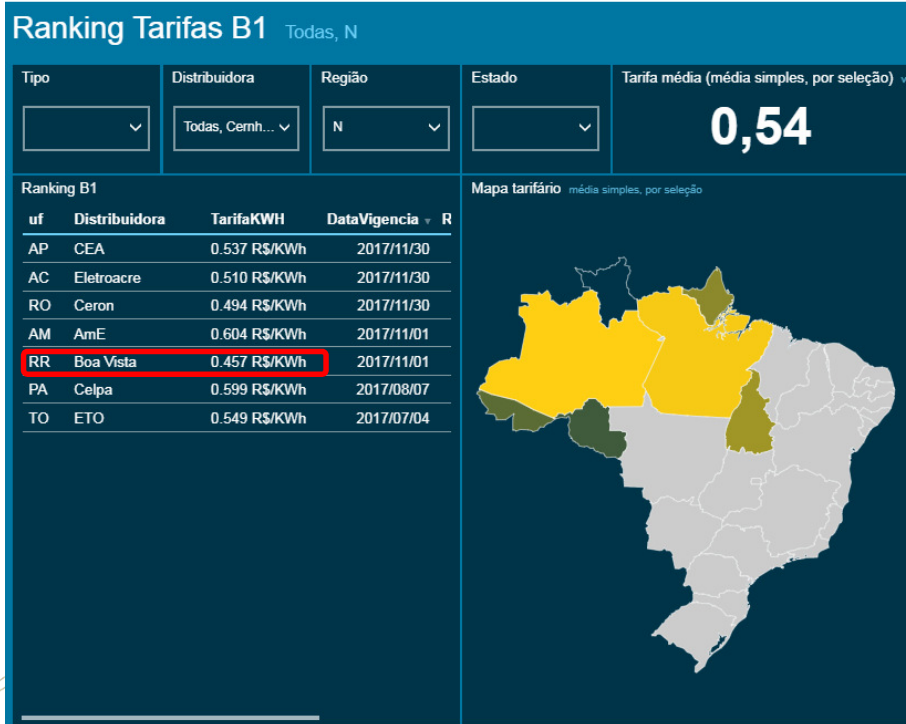 Ranking Tarifas B1 Todas, N
Tipo Distribuidora Região Estado Tarifa média (média simples, por seleção)
Todas, Cernh... N 0,54
Ranking B1 Mapa tarifário média simples, por seleção
uf Distribuidora TarifaKWH DataVigencia R
AP CEA 0.537 R$/KWh 2017/11/30
AC Eletroacre 0.510 R$/KWh 2017/11/30
RO Ceron 0.494 R$/KWh 2017/11/30
AM AmE 0.604 R$/KWh 2017/11/01
RR Boa Vista 0.457 R$/KWh 2017/11/01
PA Celpa 0.599 R$/KWh 2017/08/07
TO ETO 0.549 R$/KWh 2017/07/04